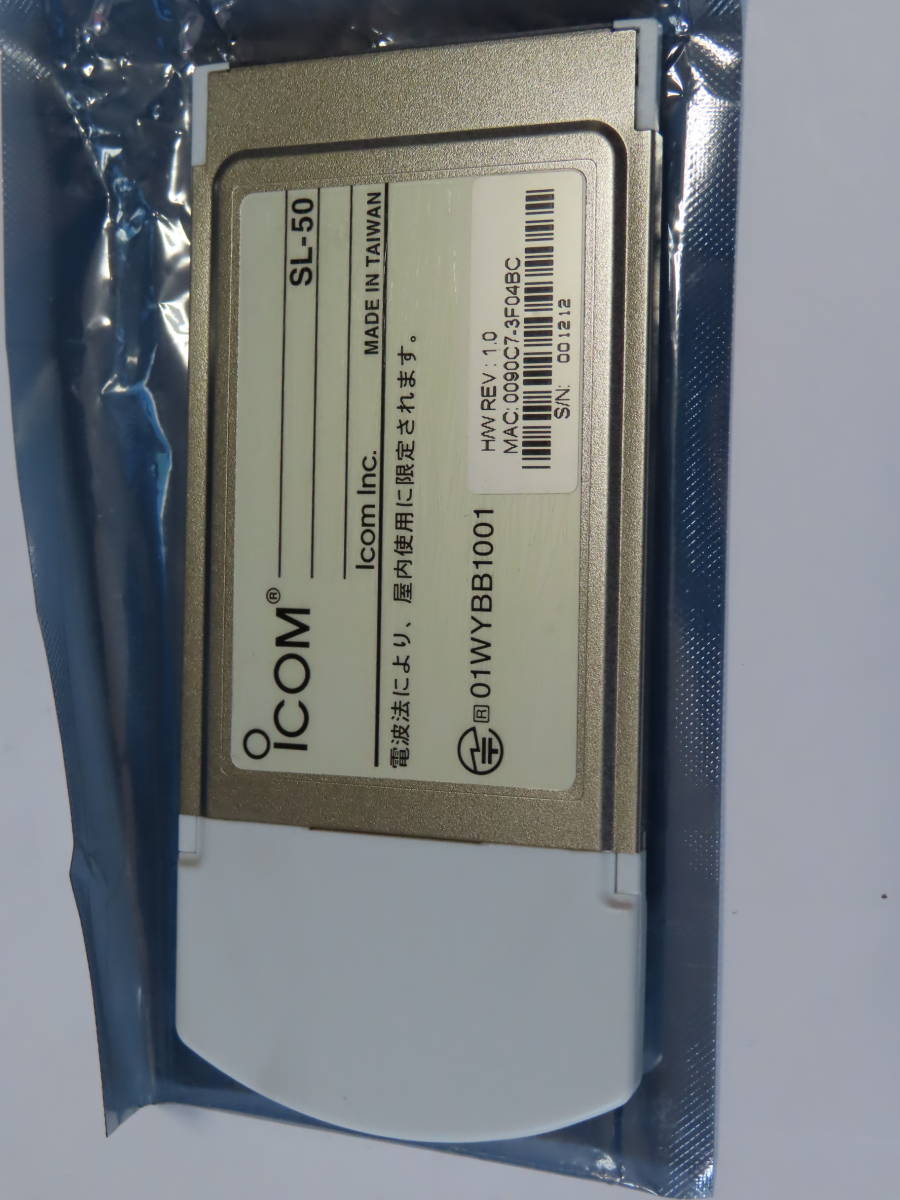 ICOM®
SL-50
Icom Inc. MADE IN TAIWAN
電波法により、屋内使用に限定されます。
R 01WYBB1001
H/W REV : 1.0
MAC: 0090C7-3F04BC
S/N: 001212